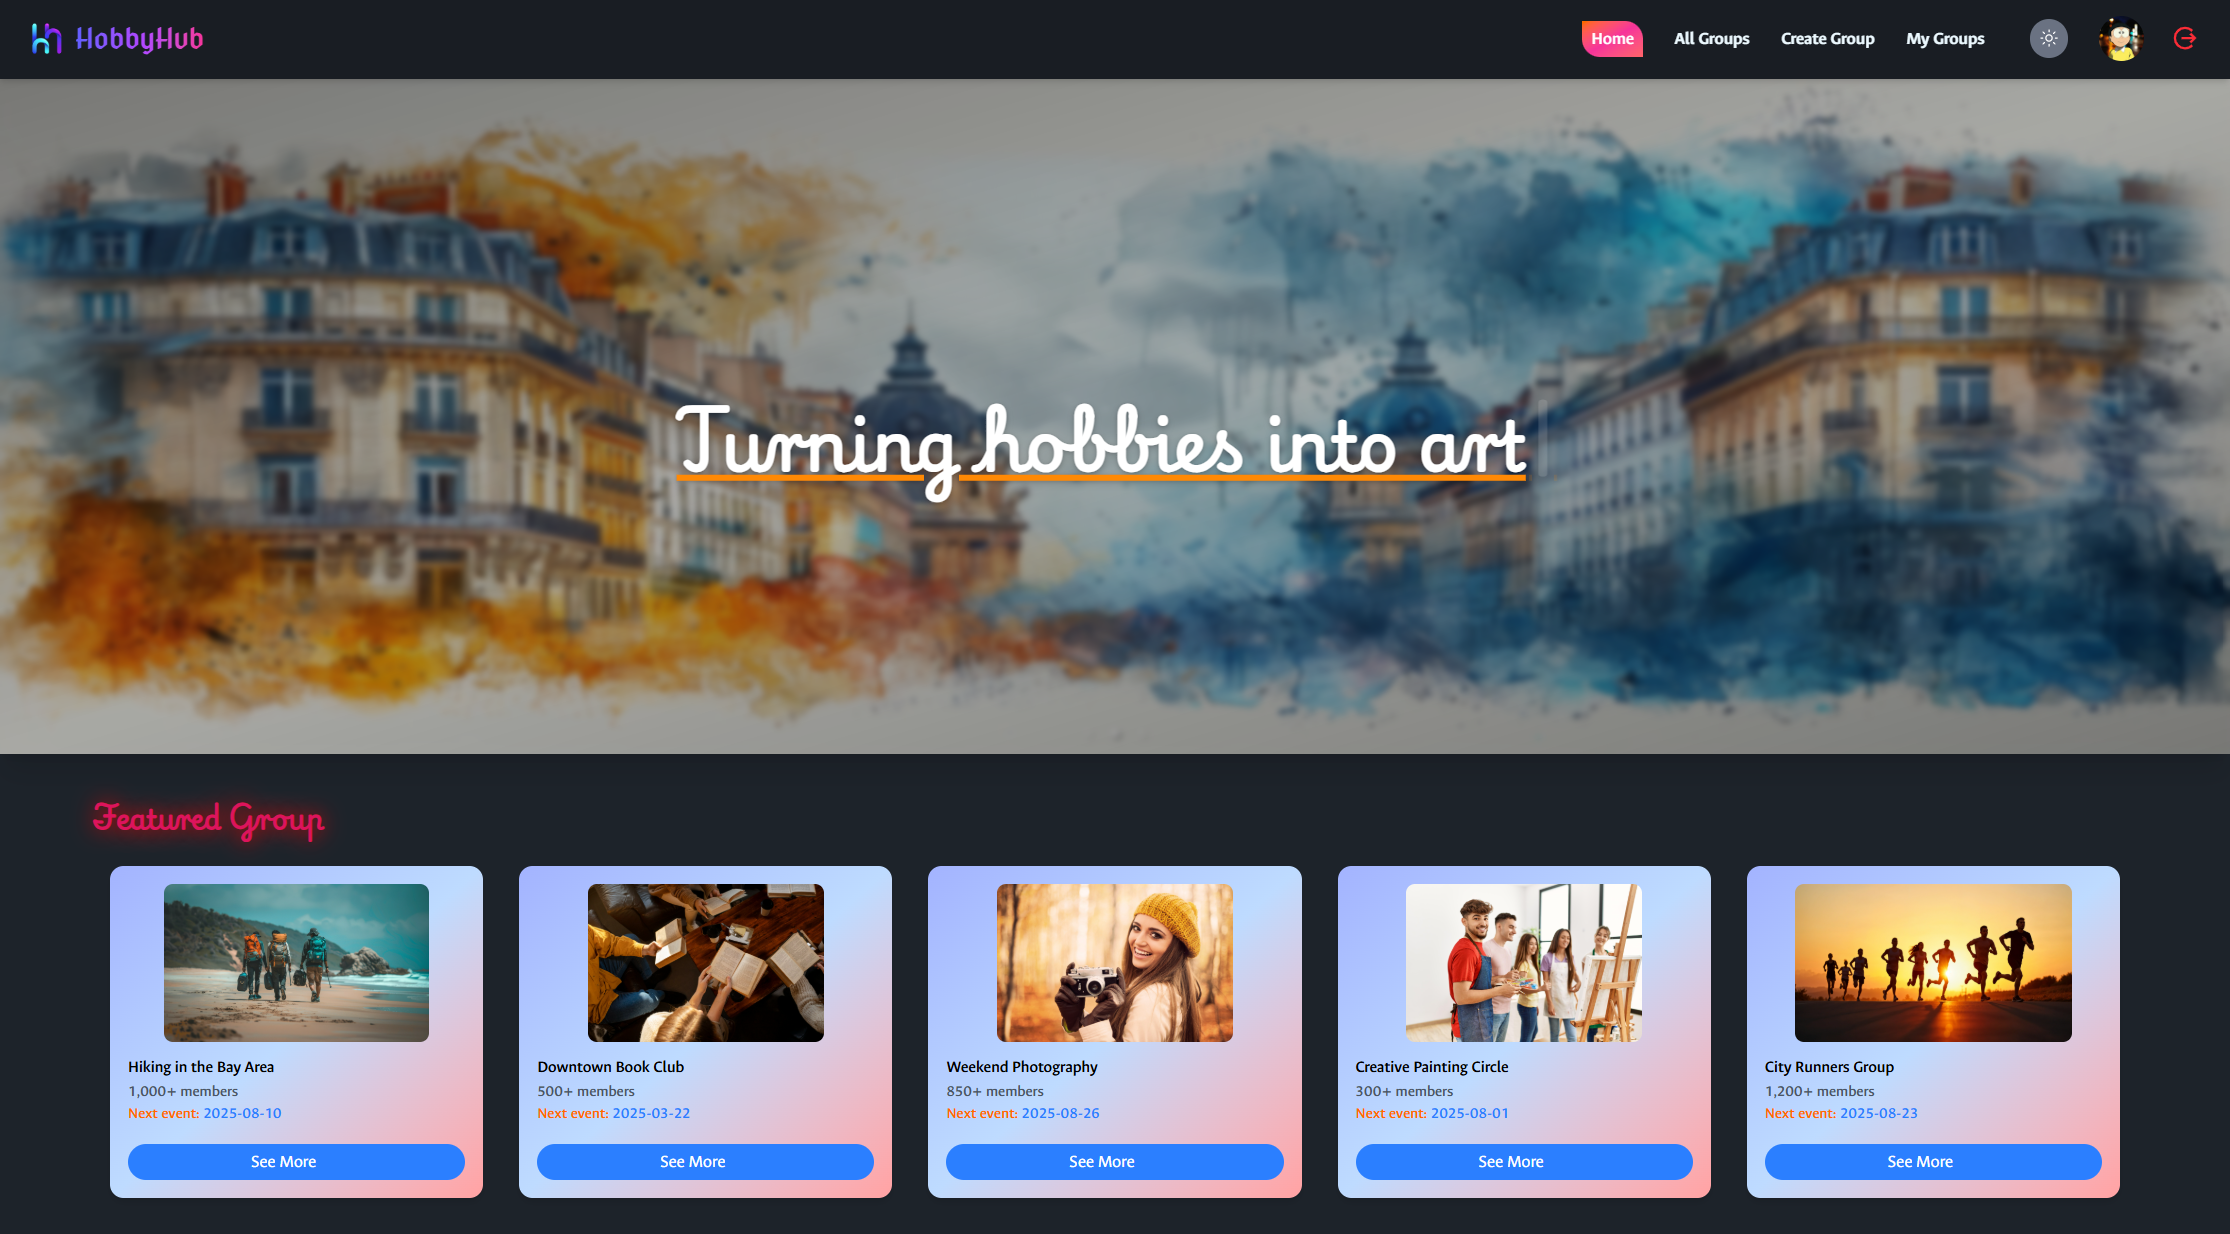 HobbyHub
Home All Groups Create Group My Groups
Turning hobbies into art
Featured Group
Hiking in the Bay Area
1,000+ members
Next event: 2025-08-10
See More
Downtown Book Club
500+ members
Next event: 2025-03-22
See More
Weekend Photography
850+ members
Next event: 2025-08-26
See More
Creative Painting Circle
300+ members
Next event: 2025-08-01
See More
City Runners Group
1,200+ members
Next event: 2025-08-23
See More